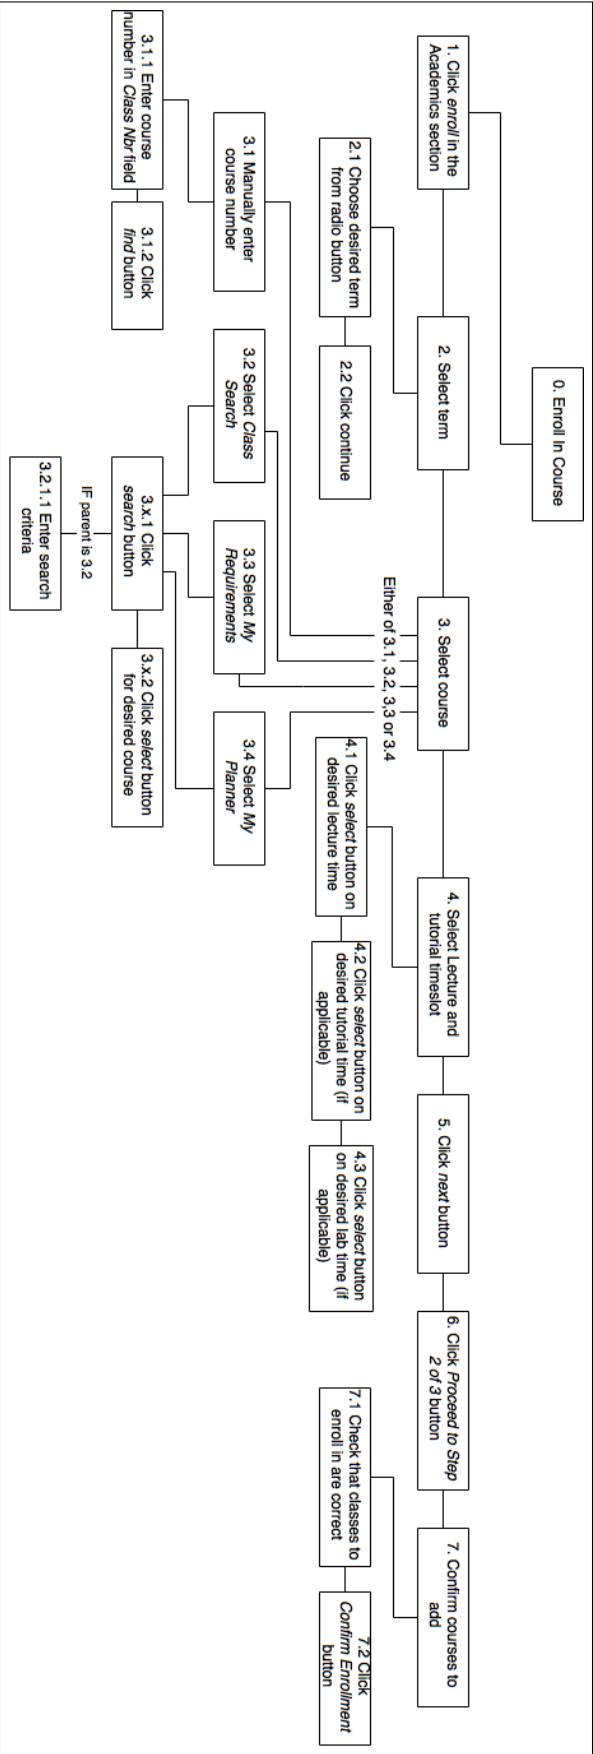 0. Enroll In Course
1. Click enroll in the
Academics section
2. Select term
3. Select course
4. Select Lecture and
tutorial timeslot
5. Click next button
6. Click Proceed to Step
2 of 3 button
7. Confirm courses to
add
Either of 3.1, 3.2, 3,3 or 3.4
2.1 Choose desired term
from radio button
2.2 Click continue
4.1 Click select button on
desired lecture time
4.2 Click select button on
desired tutorial time (if
applicable)
4.3 Click select button
on desired lab time (if
applicable)
7.1 Check that classes to
enroll in are correct
7.2 Click
Confirm Enrollment
button
3.1 Manually enter
course number
3.2 Select Class
Search
3.3 Select My
Requirements
3.4 Select My
Planner
3.1.1 Enter course
number in Class Nbr field
3.1.2 Click
find button
3.x.1 Click
search button
3.x.2 Click select button
for desired course
IF parent is 3.2
3.2.1.1 Enter search
criteria